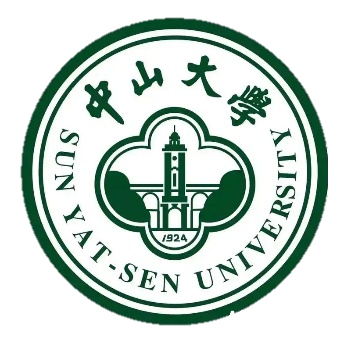 中山大學
SUN YAT-SEN UNIVERSITY
1924